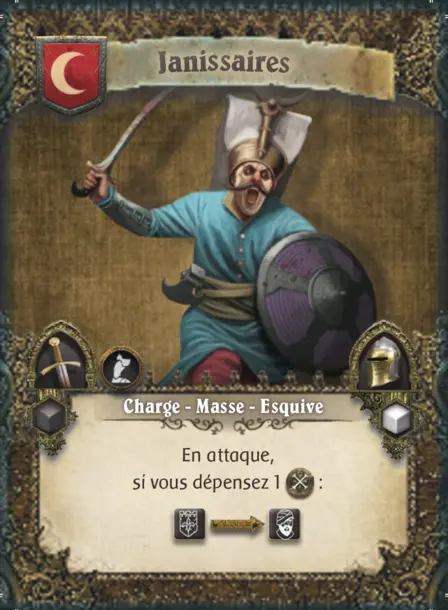 Janissaires
Charge - Masse - Esquive
En attaque,
si vous dépensez 1 :